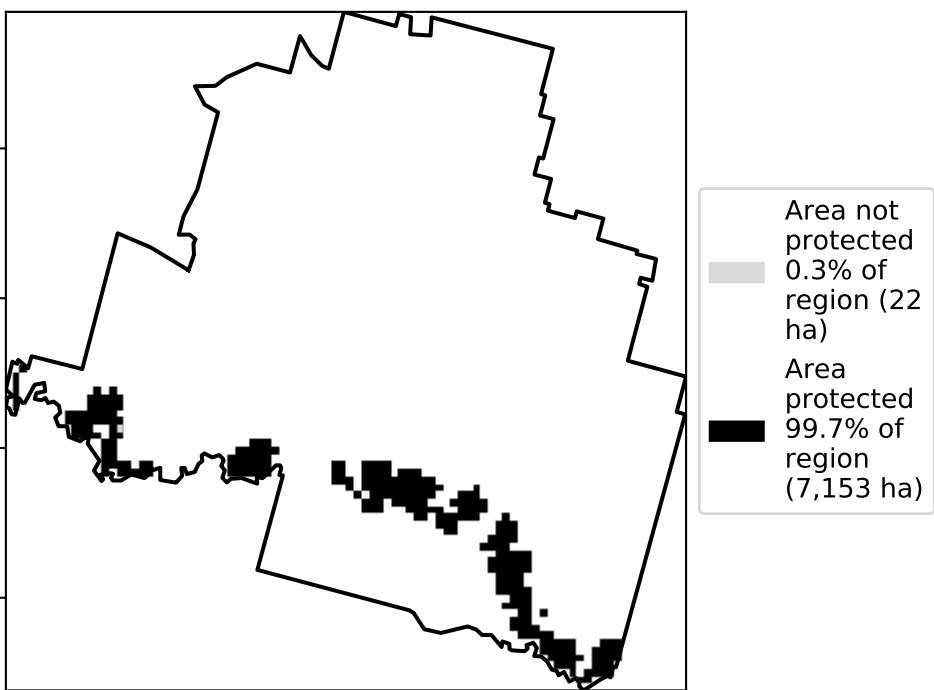 Area not
protected
0.3% of
region (22
ha)
Area
protected
99.7% of
region
(7,153 ha)